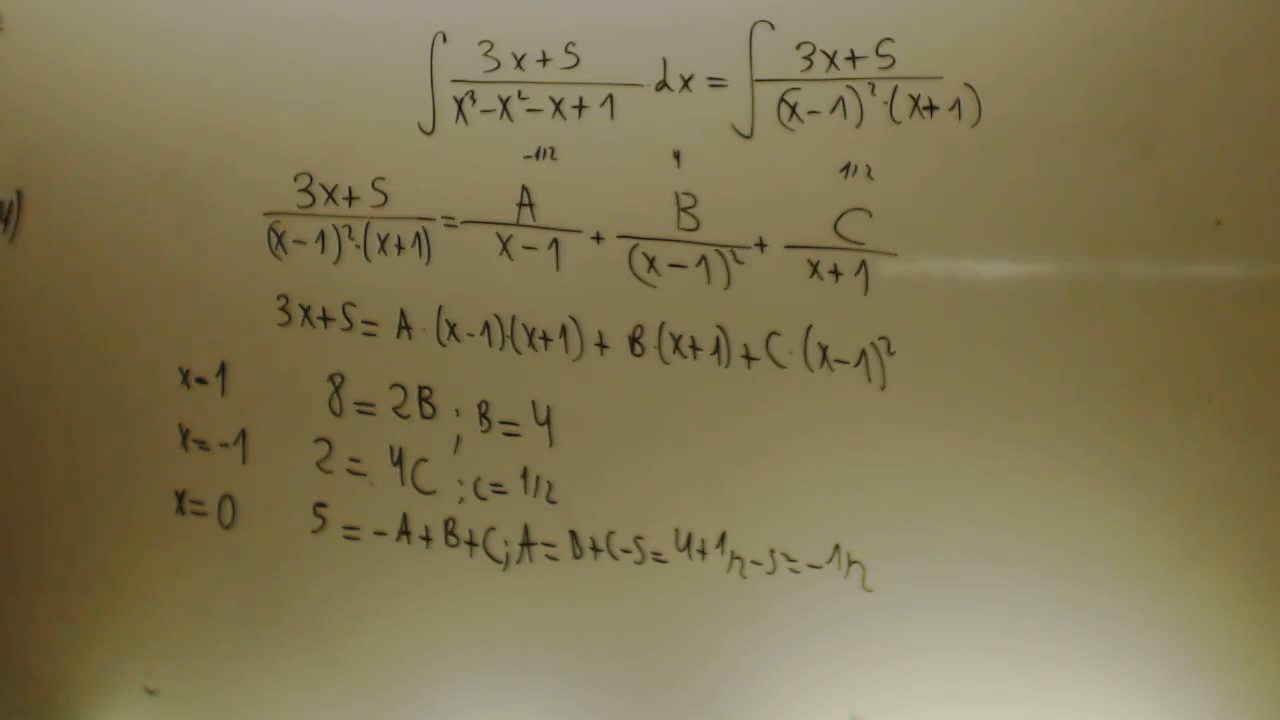 ∫ 3x+5 / x³-x²-x+1 dx = ∫ 3x+5 / (x-1)²·(x+1)
-1/2 4 1/2
4) 3x+5 / (x-1)²·(x+1) = A / x-1 + B / (x-1)² + C / x+1
3x+5 = A·(x-1)·(x+1) + B·(x+1) + C·(x-1)²
x=1 8=2B; B=4
x=-1 2=4C; C=1/2
x=0 5=-A+B+C; A=B+C-5=4+1/2-5=-1/2